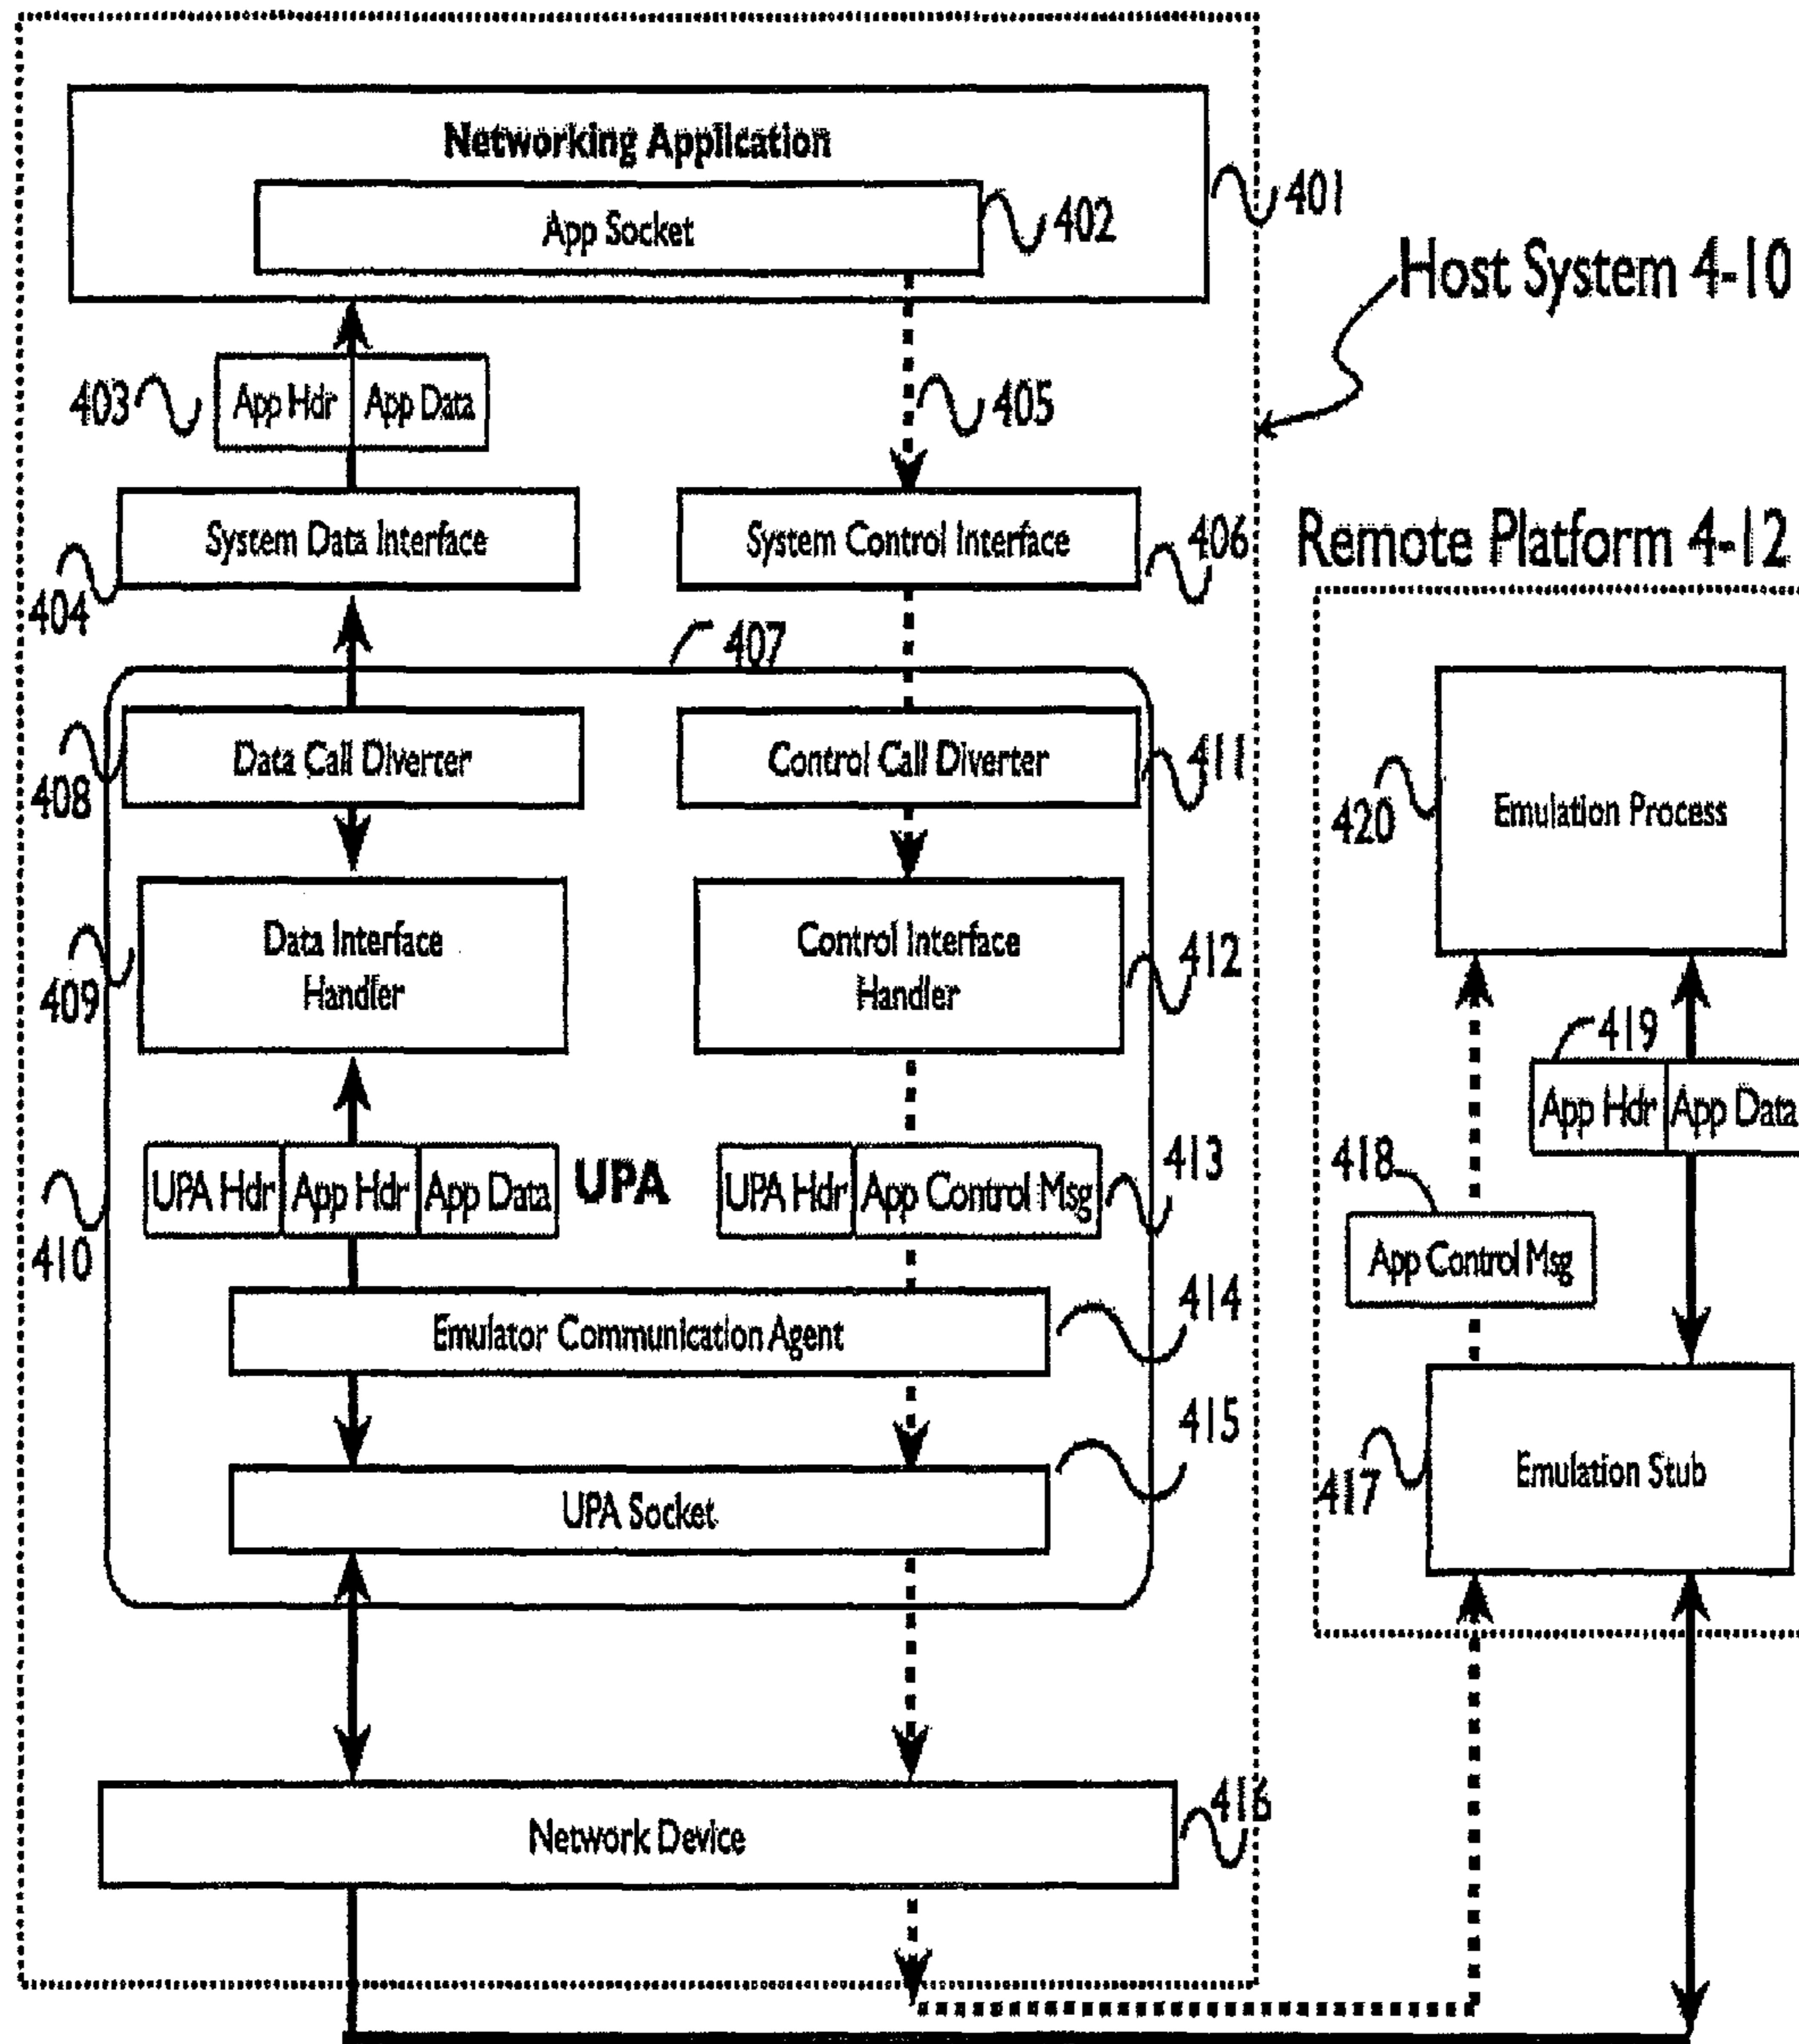 Networking Application
401
App Socket
402
Host System 4-10
403
App Hdr
App Data
405
System Data Interface
System Control Interface
406
404
Remote Platform 4-12
407
Data Call Diverter
Control Call Diverter
411
408
420
Emulation Process
Data Interface
Handler
Control Interface
Handler
412
409
419
App Hdr
App Data
UPA Hdr
App Hdr
App Data
UPA
UPA Hdr
App Control Msg
413
418
App Control Msg
410
Emulator Communication Agent
414
415
UPA Socket
417
Emulation Stub
Network Device
416